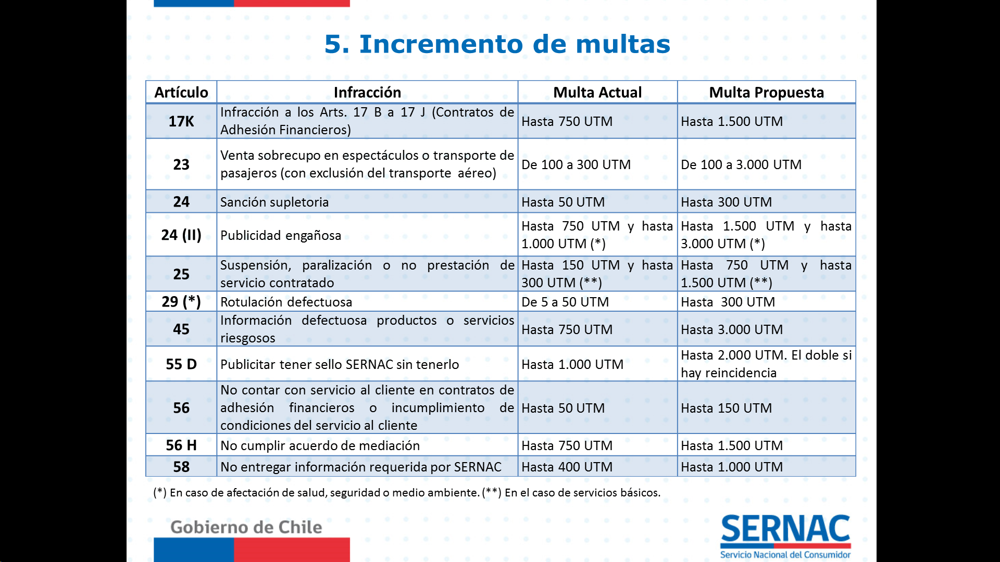 5. Incremento de multas
Artículo Infracción Multa Actual Multa Propuesta
17K
Infracción a los Arts. 17 B a 17 J (Contratos de
Adhesión Financieros)
Hasta 750 UTM
Hasta 1.500 UTM
23
Venta sobrecupo en espectáculos o transporte de
pasajeros (con exclusión del transporte aéreo)
De 100 a 300 UTM
De 100 a 3.000 UTM
24 Sanción supletoria Hasta 50 UTM Hasta 300 UTM
24 (II)
Publicidad engañosa
Hasta 750 UTM y hasta
1.000 UTM (*)
Hasta 1.500 UTM y hasta
3.000 UTM (*)
25
Suspensión, paralización o no prestación de
servicio contratado
Hasta 150 UTM y hasta
300 UTM (**)
Hasta 750 UTM y hasta
1.500 UTM (**)
29 (*) Rotulación defectuosa De 5 a 50 UTM Hasta 300 UTM
45
Información defectuosa productos o servicios
riesgosos
Hasta 750 UTM
Hasta 3.000 UTM
55 D
Publicitar tener sello SERNAC sin tenerlo
Hasta 1.000 UTM
Hasta 2.000 UTM. El doble si
hay reincidencia
56
No contar con servicio al cliente en contratos de
adhesión financieros o incumplimiento de
condiciones del servicio al cliente
Hasta 50 UTM
Hasta 150 UTM
56 H No cumplir acuerdo de mediación Hasta 750 UTM Hasta 1.500 UTM
58 No entregar información requerida por SERNAC Hasta 400 UTM Hasta 1.000 UTM
(*) En caso de afectación de salud, seguridad o medio ambiente. (**) En el caso de servicios básicos.
Gobierno de Chile
SERNAC
Servicio Nacional del Consumidor